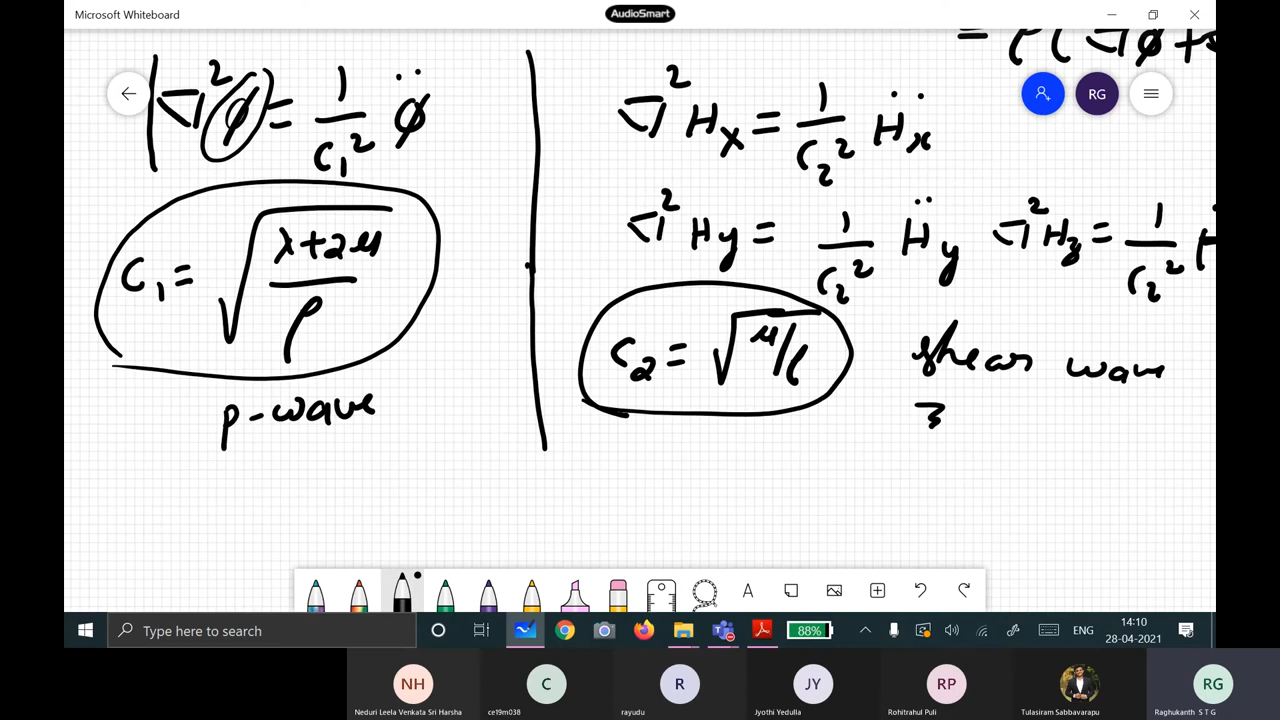 Microsoft Whiteboard
AudioSmart
∇²φ = 1/c₁² φ̈
c₁ = √((λ+2μ)/ρ)
p-wave
= ρ(∇φ+
∇²Hₓ = 1/c₂² Ḧₓ
∇²Hy = 1/c₂² Ḧy
∇²Hz = 1/c₂²
c₂ = √(μ/ρ)
shear wave
3
RG
A
Type here to search
88%
ENG
14:10
28-04-2021
NH
C
R
JY
RP
RG
Neduri Leela Venkata Sri Harsha
ce19m038
rayudu
Jyothi Yedulla
Rohitrahul Puli
Tulasiram Sabbavarapu
Raghukanth S T G